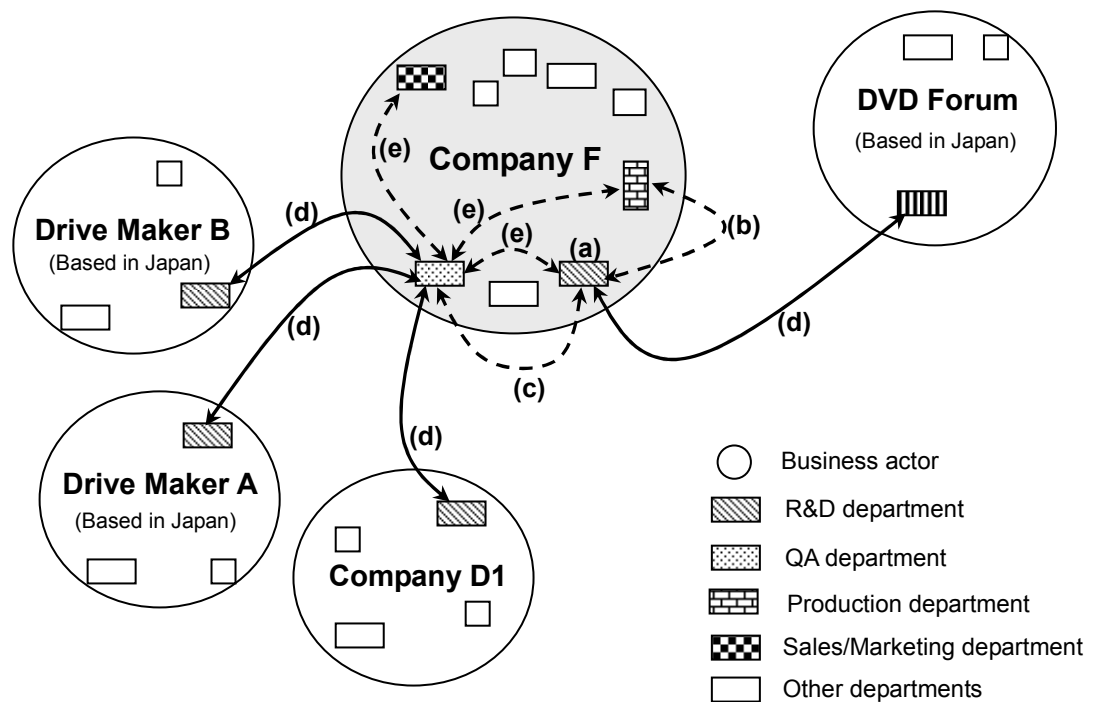 Company F
(e)
(e)
(e)
(a)
(b)
(c)
DVD Forum
(Based in Japan)
(d)
Drive Maker B
(Based in Japan)
(d)
(d)
Drive Maker A
(Based in Japan)
(d)
Company D1
Business actor
R&D department
QA department
Production department
Sales/Marketing department
Other departments